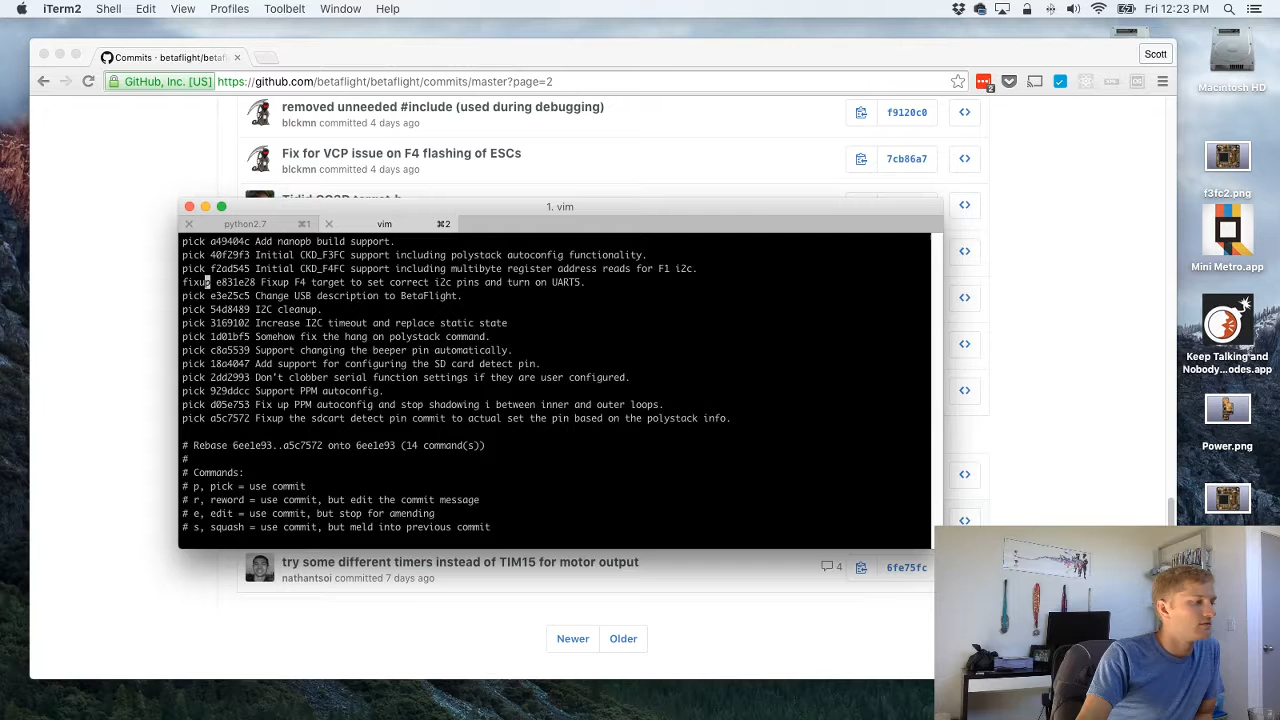 iTerm2 Shell Edit View Profiles Toolbelt Window Help
Fri 12:23 PM
Commits · betaflight/betaflight
Scott
GitHub, Inc. [US] https://github.com/betaflight/betaflight/commits/master?page=2
2
Macintosh HD
removed unneeded #include (used during debugging)
blckmn committed 4 days ago
f9120c0
Fix for VCP issue on F4 flashing of ESCs
blckmn committed 4 days ago
7cb86a7
f3fc2.png
1. vim
python2.7 ⌘1 vim ⌘2
pick a49404c Add nanopb build support.
pick 40f29f3 Initial CKD_F3FC support including polystack autoconfig functionality.
pick f2ad545 Initial CKD_F4FC support including multibyte register address reads for F1 i2c.
fixup e831e28 Fixup F4 target to set correct i2c pins and turn on UART5.
pick e3e25c5 Change USB description to BetaFlight.
pick 54d8489 I2C cleanup.
pick 3169102 Increase I2C timeout and replace static state
pick 1d01bf5 Somehow fix the hang on polystack command.
pick c8a5539 Support changing the beeper pin automatically.
pick 18d4047 Add support for configuring the SD card detect pin.
pick 2dd2993 Don't clobber serial function settings if they are user configured.
pick 929ddcc Support PPM autoconfig.
pick d05e753 Fix up PPM autoconfig and stop shadowing i between inner and outer loops.
pick a5c7572 Fixup the sdcart detect pin commit to actual set the pin based on the polystack info.
# Rebase 6ee1e93..a5c7572 onto 6ee1e93 (14 command(s))
#
# Commands:
# p, pick = use commit
# r, reword = use commit, but edit the commit message
# e, edit = use commit, but stop for amending
# s, squash = use commit, but meld into previous commit
Mini Metro.app
Keep Talking and
Nobody...odes.app
Power.png
try some different timers instead of TIM15 for motor output
nathantsoi committed 7 days ago
4
6fe75fc
Newer Older